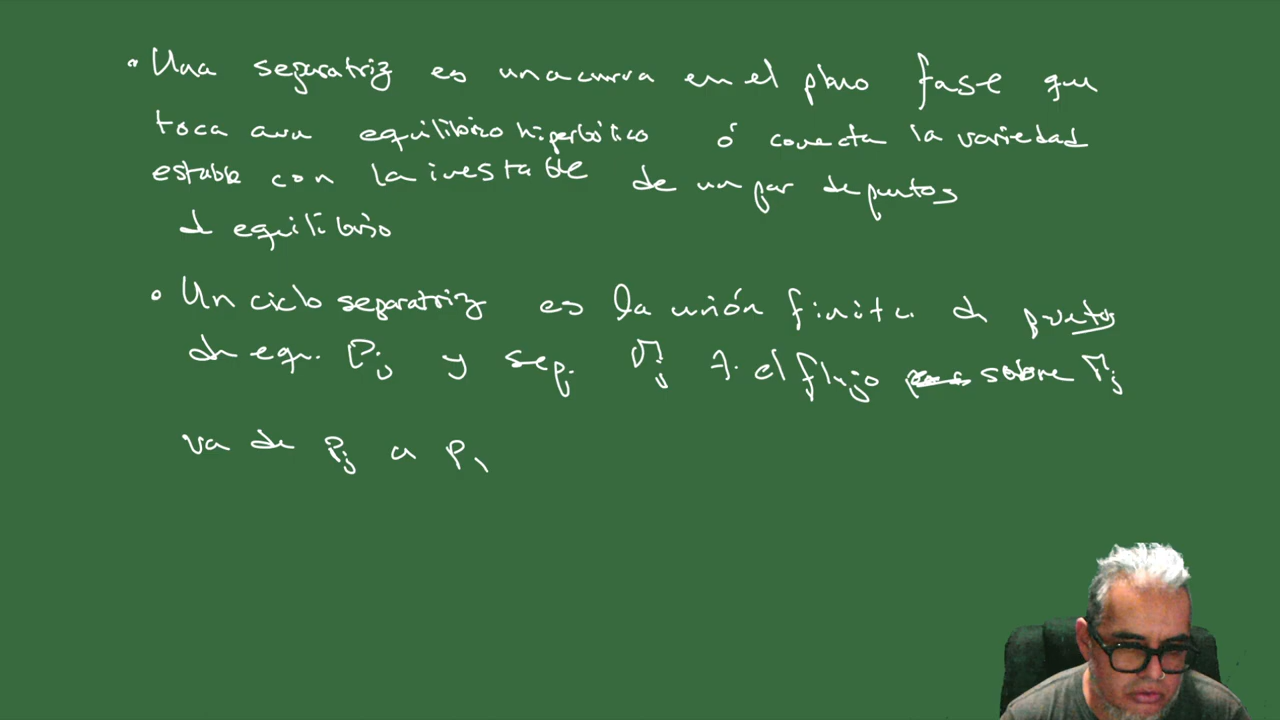 • Una separatriz es una curva en el plano fase que
toca a un equilibrio hiperbólico ó conecta la variedad
estable con la inestable de un par de puntos
de equilibrio
• Un ciclo separatriz es la unión finita de puntos
de equ. Pj y sep. Γj t. el flujo sobre Γj
va de Pj a P